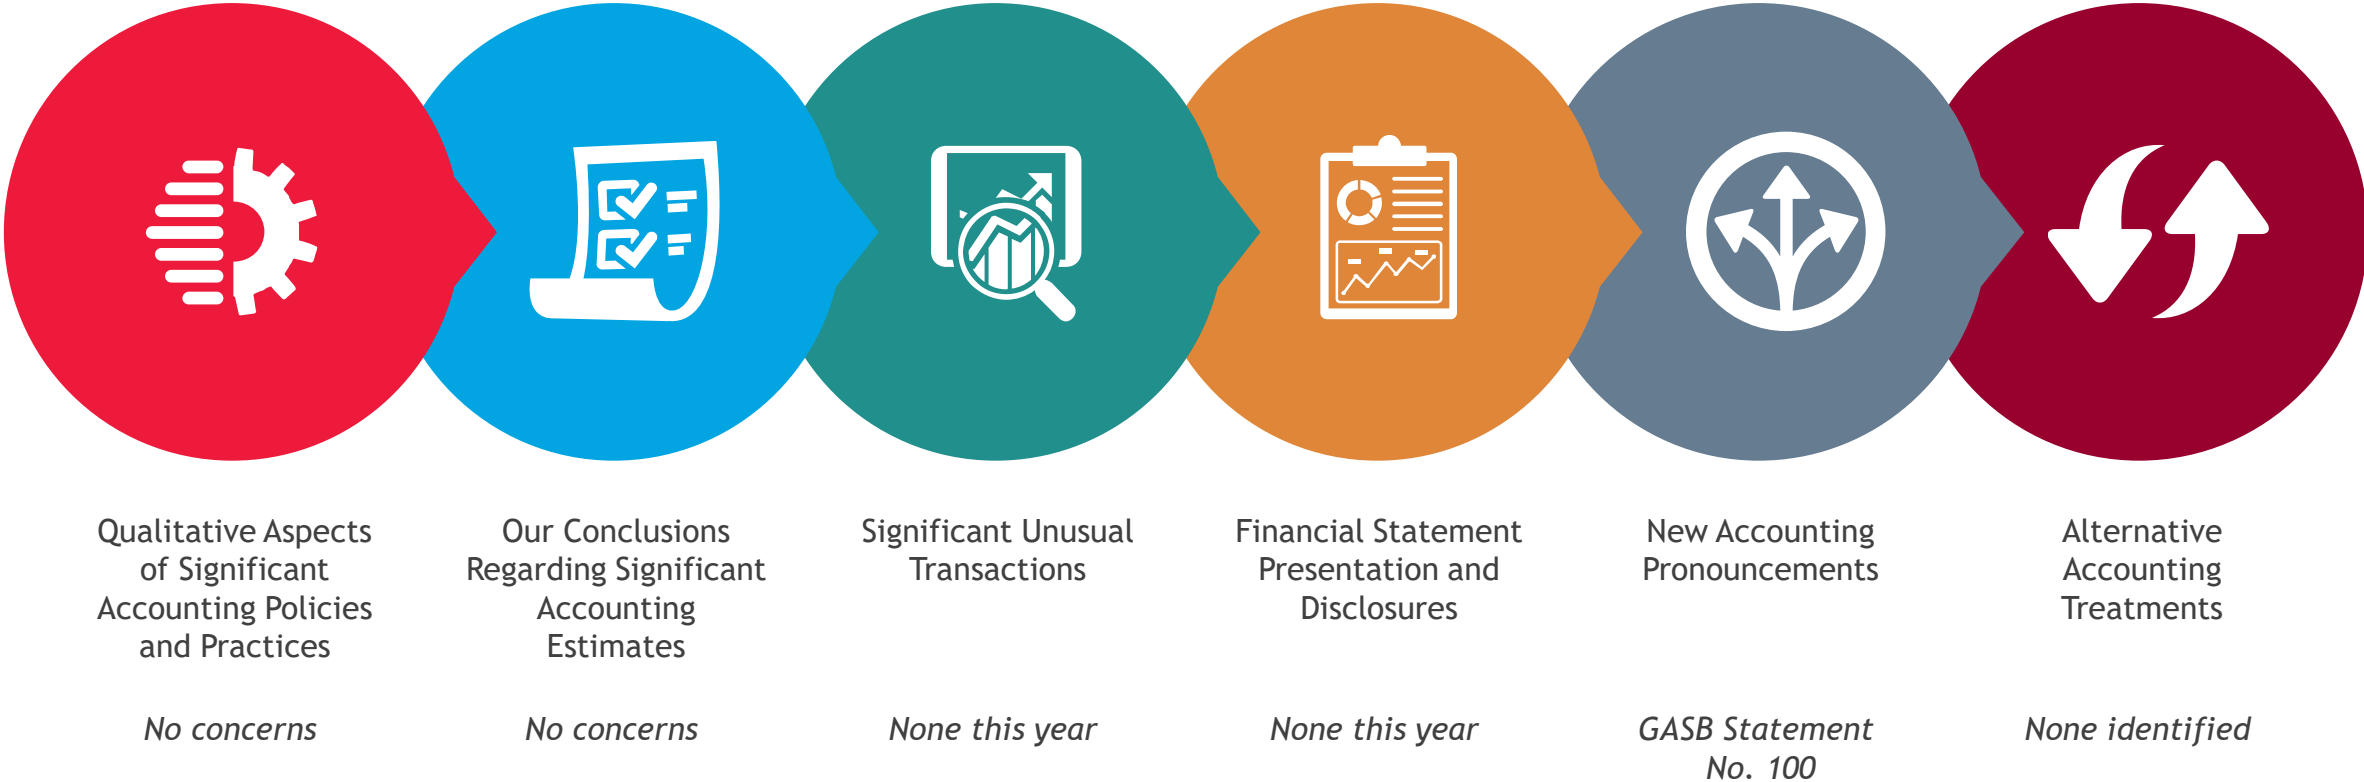 Qualitative Aspects
of Significant
Accounting Policies
and Practices
No concerns
Our Conclusions
Regarding Significant
Accounting
Estimates
No concerns
Significant Unusual
Transactions
None this year
Financial Statement
Presentation and
Disclosures
None this year
New Accounting
Pronouncements
GASB Statement
No. 100
Alternative
Accounting
Treatments
None identified